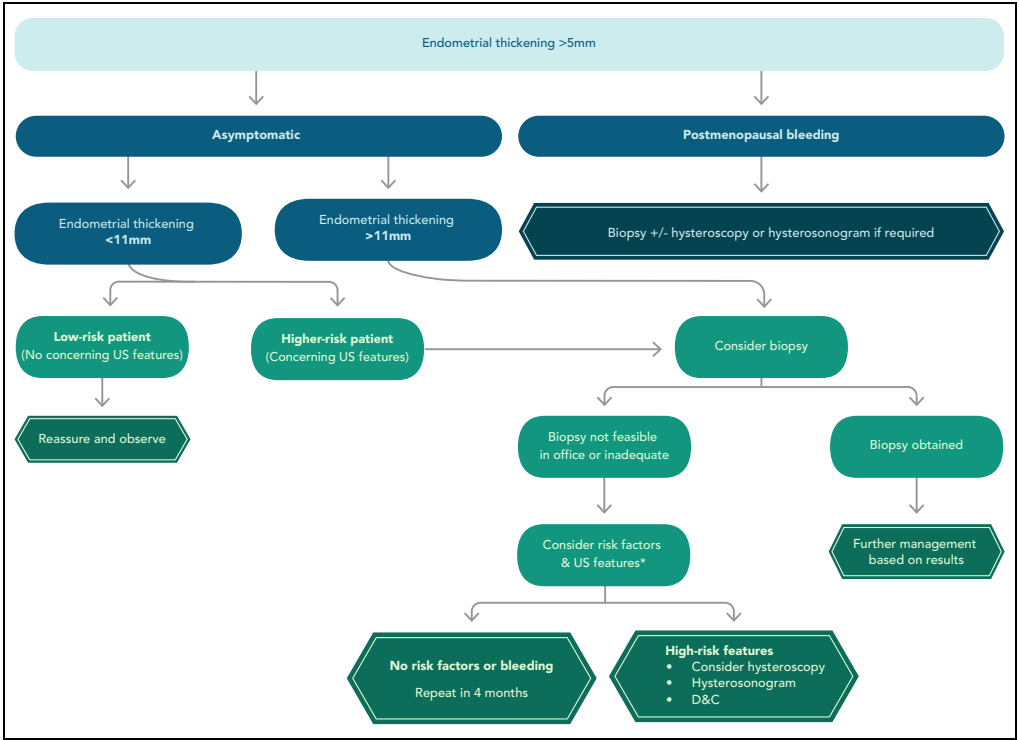 Endometrial thickening >5mm
Asymptomatic
Postmenopausal bleeding
Endometrial thickening
<11mm
Endometrial thickening
>11mm
Biopsy +/- hysteroscopy or hysterosonogram if required
Low-risk patient
(No concerning US features)
Higher-risk patient
(Concerning US features)
Consider biopsy
Reassure and observe
Biopsy not feasible
in office or inadequate
Biopsy obtained
Consider risk factors
& US features*
Further management
based on results
No risk factors or bleeding
Repeat in 4 months
High-risk features
• Consider hysteroscopy
• Hysterosonogram
• D&C